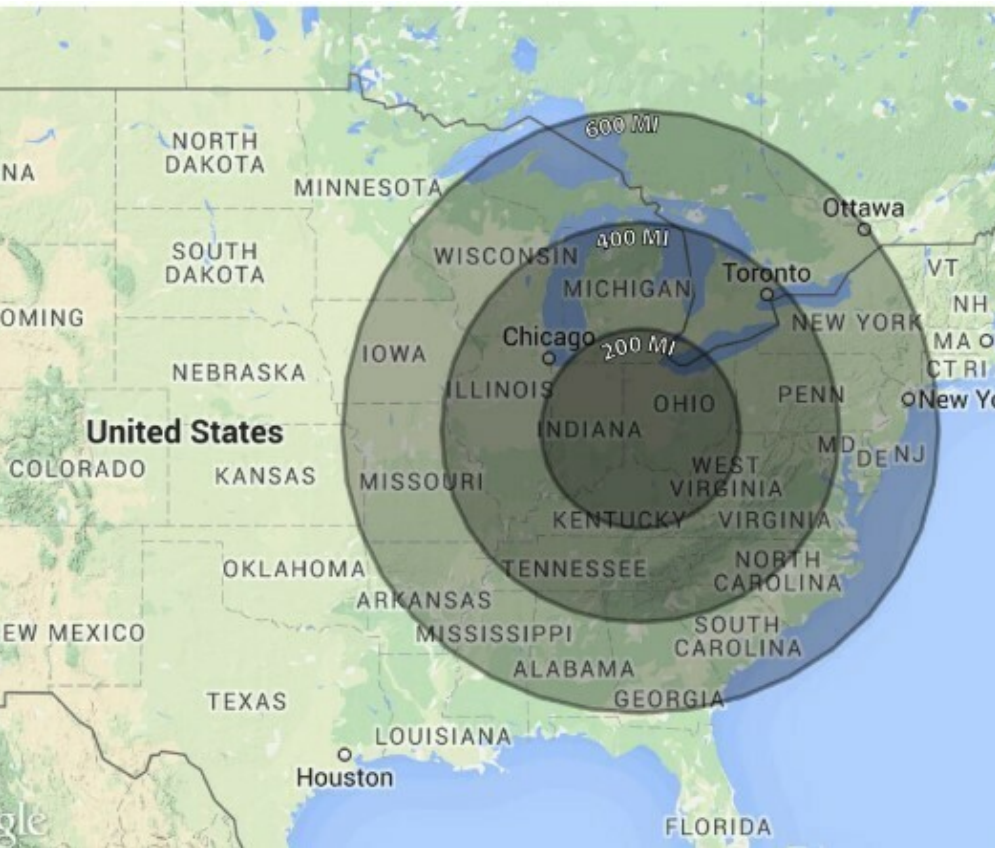 600 MI
NORTH
DAKOTA
NA
MINNESOTA
Ottawa
400 MI
WISCONSIN
SOUTH
DAKOTA
VT
Toronto
MICHIGAN
NH
OMING
NEW YORK
Chicago
200 MI
MA
IOWA
CT RI
NEBRASKA
ILLINOIS
PENN
New Yo
OHIO
United States
INDIANA
MD
DE
NJ
COLORADO
KANSAS
MISSOURI
WEST
VIRGINIA
KENTUCKY
VIRGINIA
OKLAHOMA
TENNESSEE
NORTH
CAROLINA
ARKANSAS
EW MEXICO
MISSISSIPPI
SOUTH
CAROLINA
ALABAMA
TEXAS
GEORGIA
LOUISIANA
Houston
gle
FLORIDA